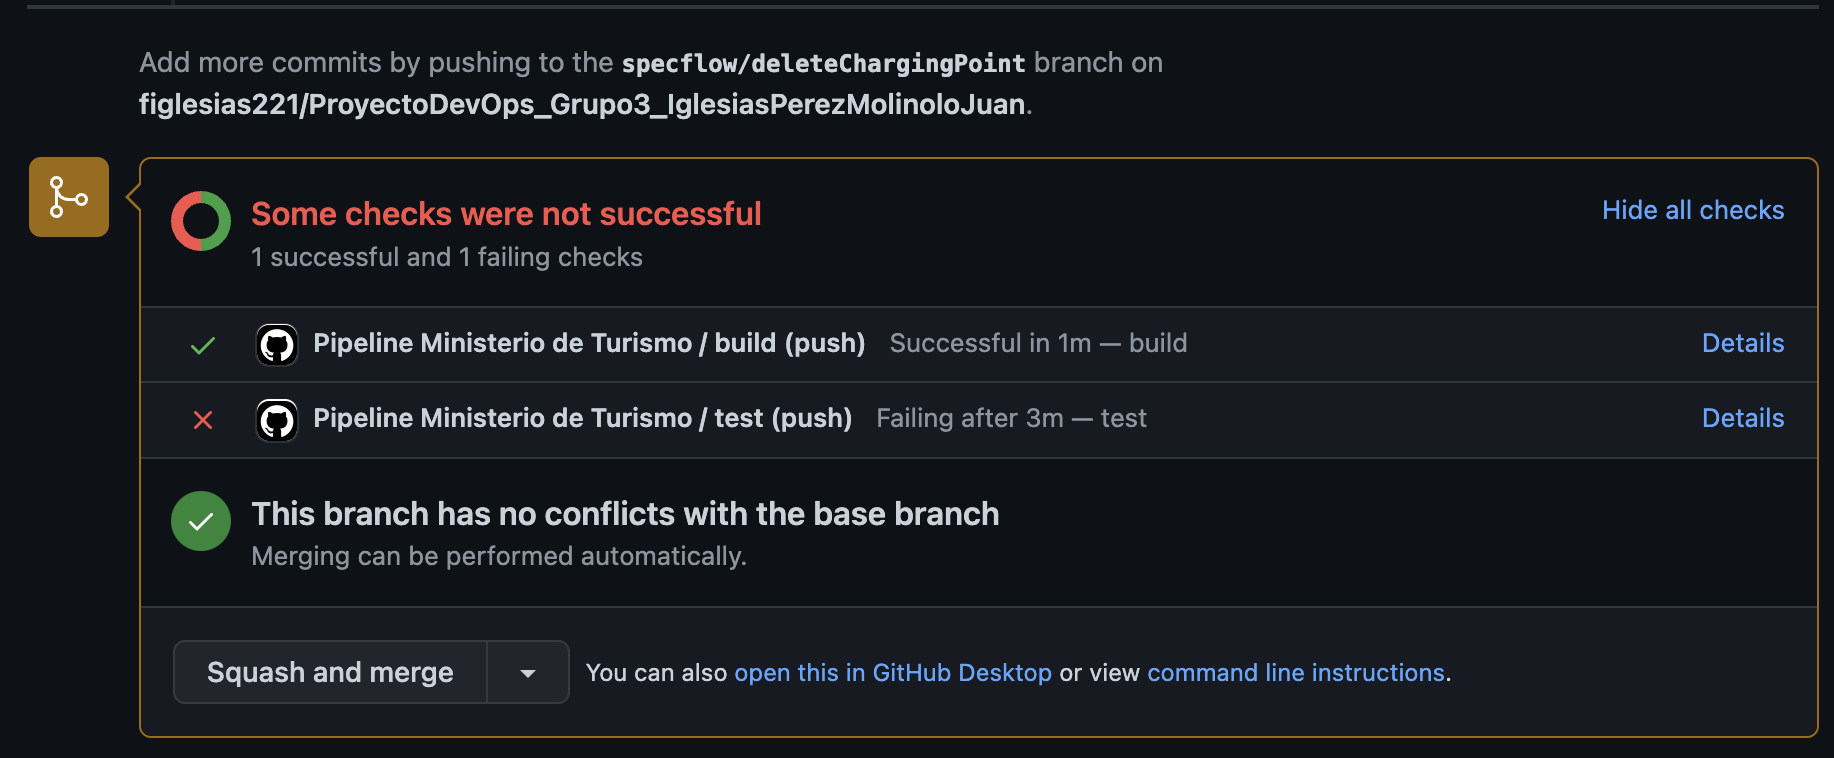 Add more commits by pushing to the specflow/deleteChargingPoint branch on
figlesias221/ProyectoDevOps_Grupo3_IglesiasPerezMolinoloJuan.
Some checks were not successful
Hide all checks
1 successful and 1 failing checks
Pipeline Ministerio de Turismo / build (push) Successful in 1m — build Details
Pipeline Ministerio de Turismo / test (push) Failing after 3m — test Details
This branch has no conflicts with the base branch
Merging can be performed automatically.
Squash and merge You can also open this in GitHub Desktop or view command line instructions.